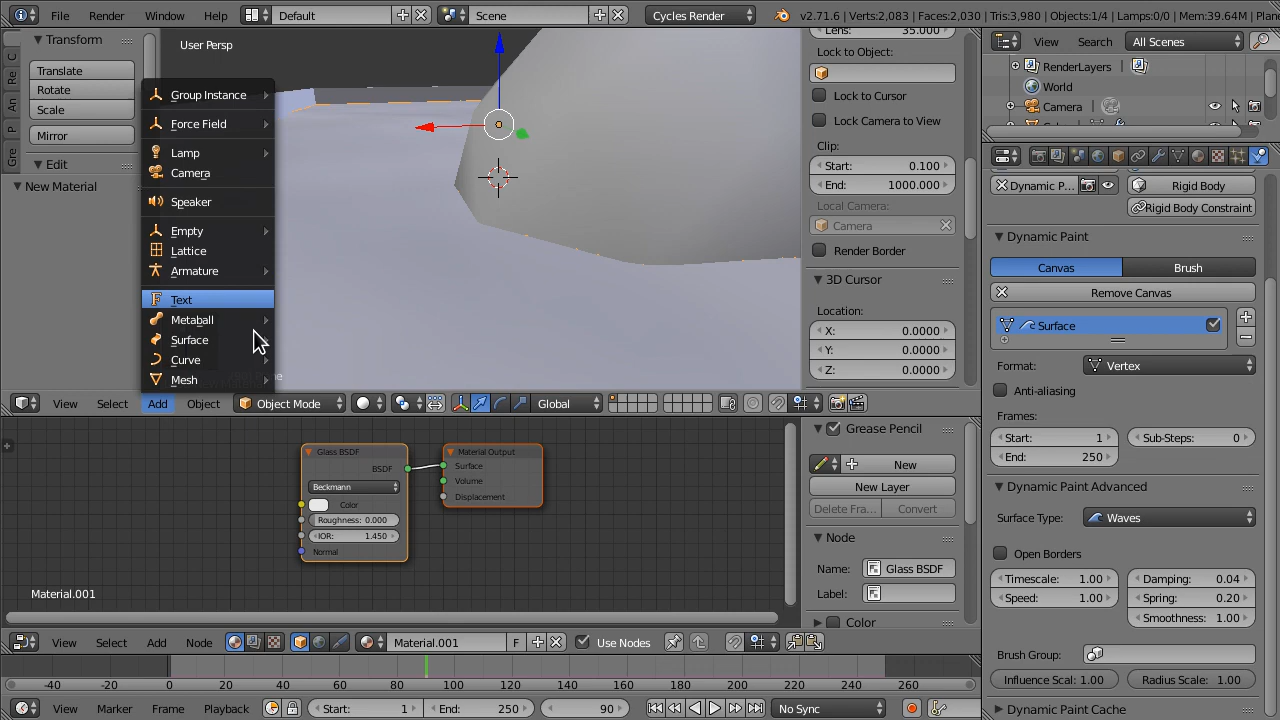 File
Render
Window
Help
Default
Scene
Cycles Render
v2.71.6 | Verts:2,083 | Faces:2,030 | Tris:3,980 | Objects:1/4 | Lamps:0/0 | Mem:39.64M | Plane
Transform
Translate
Rotate
Scale
Mirror
Edit
New Material
User Persp
Group Instance
Force Field
Lamp
Camera
Speaker
Empty
Lattice
Armature
Text
Metaball
Surface
Curve
Mesh
Lens: 35.000
Lock to Object:
Lock to Cursor
Lock Camera to View
Clip:
Start: 0.100
End: 1000.000
Local Camera:
Camera
Render Border
3D Cursor
Location:
X: 0.0000
Y: 0.0000
Z: 0.0000
View
Search
All Scenes
RenderLayers
World
Camera
Dynamic P...
Rigid Body
Rigid Body Constraint
Dynamic Paint
Canvas
Brush
Remove Canvas
Surface
Format:
Vertex
Anti-aliasing
Frames:
Start: 1
Sub-Steps: 0
End: 250
Dynamic Paint Advanced
Surface Type:
Waves
Open Borders
Timescale: 1.00
Damping: 0.04
Speed: 1.00
Spring: 0.20
Smoothness: 1.00
Brush Group:
Influence Scal: 1.00
Radius Scale: 1.00
Dynamic Paint Cache
View
Select
Add
Object
Object Mode
Global
Glass BSDF
BSDF
Beckmann
Color
Roughness: 0.000
IOR: 1.450
Normal
Material Output
Surface
Volume
Displacement
Material.001
Grease Pencil
New
New Layer
Delete Fra...
Convert
Node
Name:
Glass BSDF
Label:
Color
View
Select
Add
Node
Material.001
F
Use Nodes
-40 -20 0 20 40 60 80 100 120 140 160 180 200 220 240 260
View
Marker
Frame
Playback
Start: 1
End: 250
90
No Sync